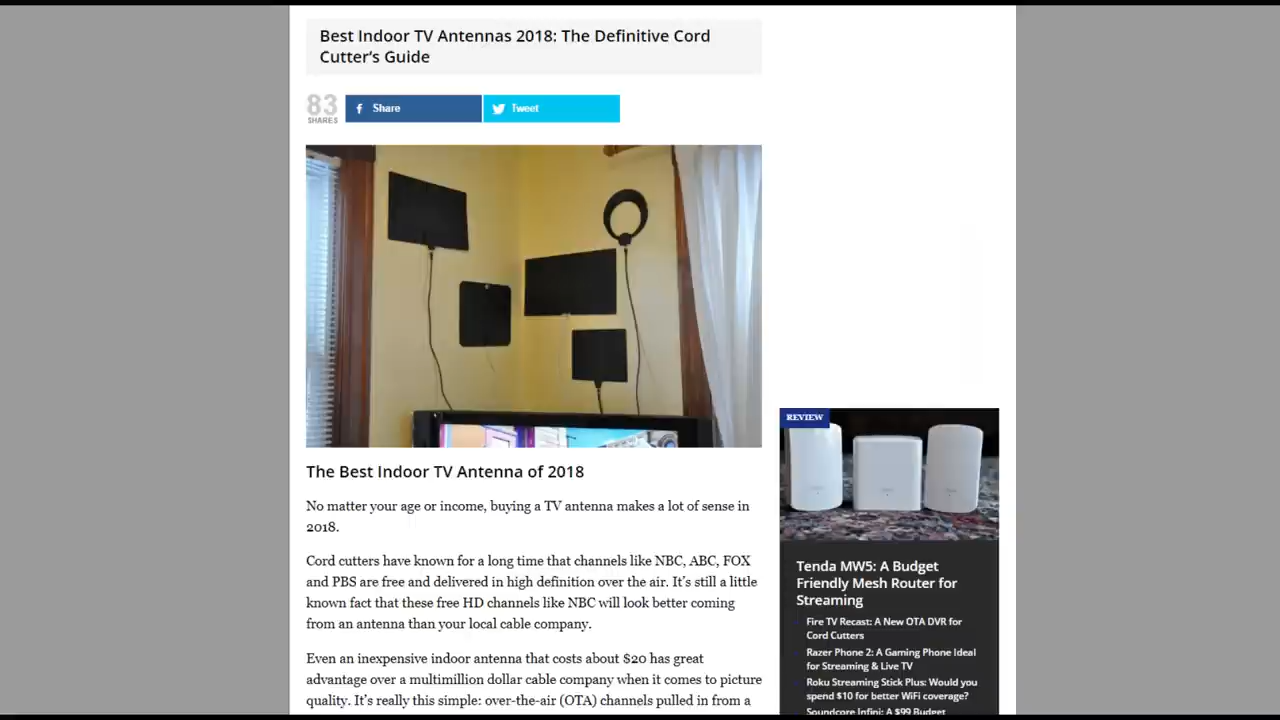 Best Indoor TV Antennas 2018: The Definitive Cord
Cutter’s Guide
83
SHARES
Share
Tweet
The Best Indoor TV Antenna of 2018
No matter your age or income, buying a TV antenna makes a lot of sense in
2018.
Cord cutters have known for a long time that channels like NBC, ABC, FOX
and PBS are free and delivered in high definition over the air. It’s still a little
known fact that these free HD channels like NBC will look better coming
from an antenna than your local cable company.
Even an inexpensive indoor antenna that costs about $20 has great
advantage over a multimillion dollar cable company when it comes to picture
quality. It’s really this simple: over-the-air (OTA) channels pulled in from a
REVIEW
Tenda MW5: A Budget
Friendly Mesh Router for
Streaming
Fire TV Recast: A New OTA DVR for
Cord Cutters
Razer Phone 2: A Gaming Phone Ideal
for Streaming & Live TV
Roku Streaming Stick Plus: Would you
spend $10 for better WiFi coverage?
Soundcore Infini: A $99 Budget